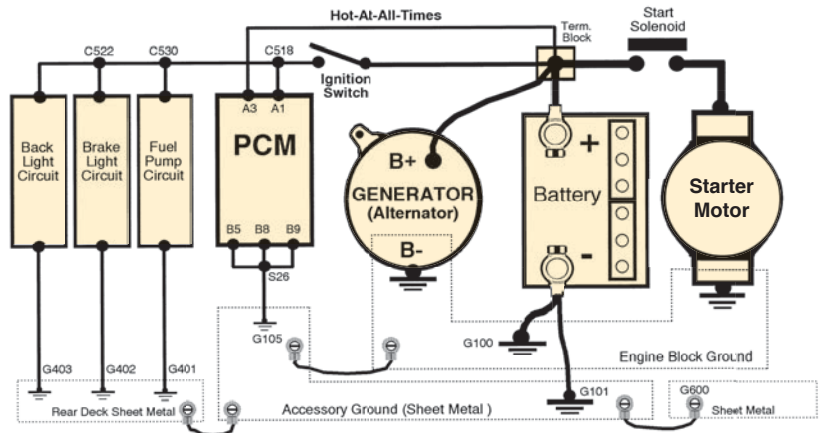 Hot-At-All-Times
Term.
Block
Start
Solenoid
C522
C530
C518
Ignition
Switch
A3 A1
Back
Light
Circuit
Brake
Light
Circuit
Fuel
Pump
Circuit
PCM
B+
GENERATOR
(Alternator)
B-
+
Battery
-
Starter
Motor
B5 B8 B9
S26
G105
G100
Engine Block Ground
G403
G402
G401
G101
G600
Rear Deck Sheet Metal
Accessory Ground (Sheet Metal )
Sheet Metal